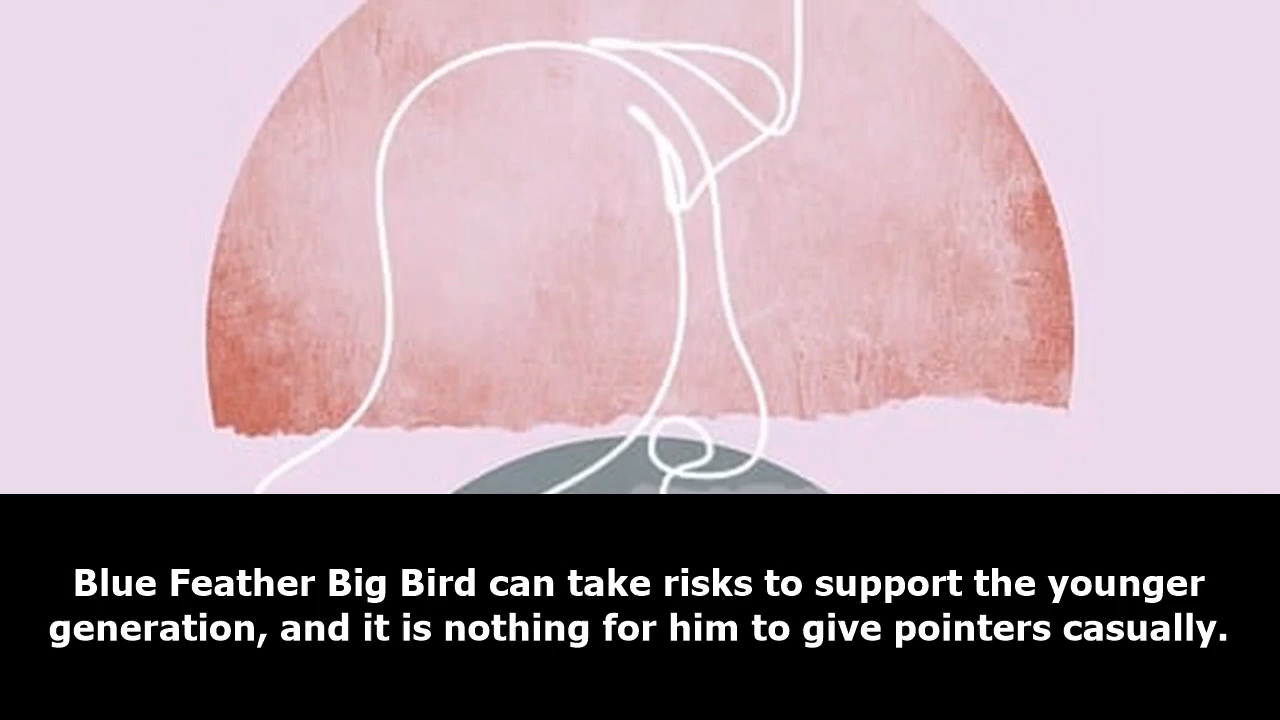 Blue Feather Big Bird can take risks to support the younger
generation, and it is nothing for him to give pointers casually.